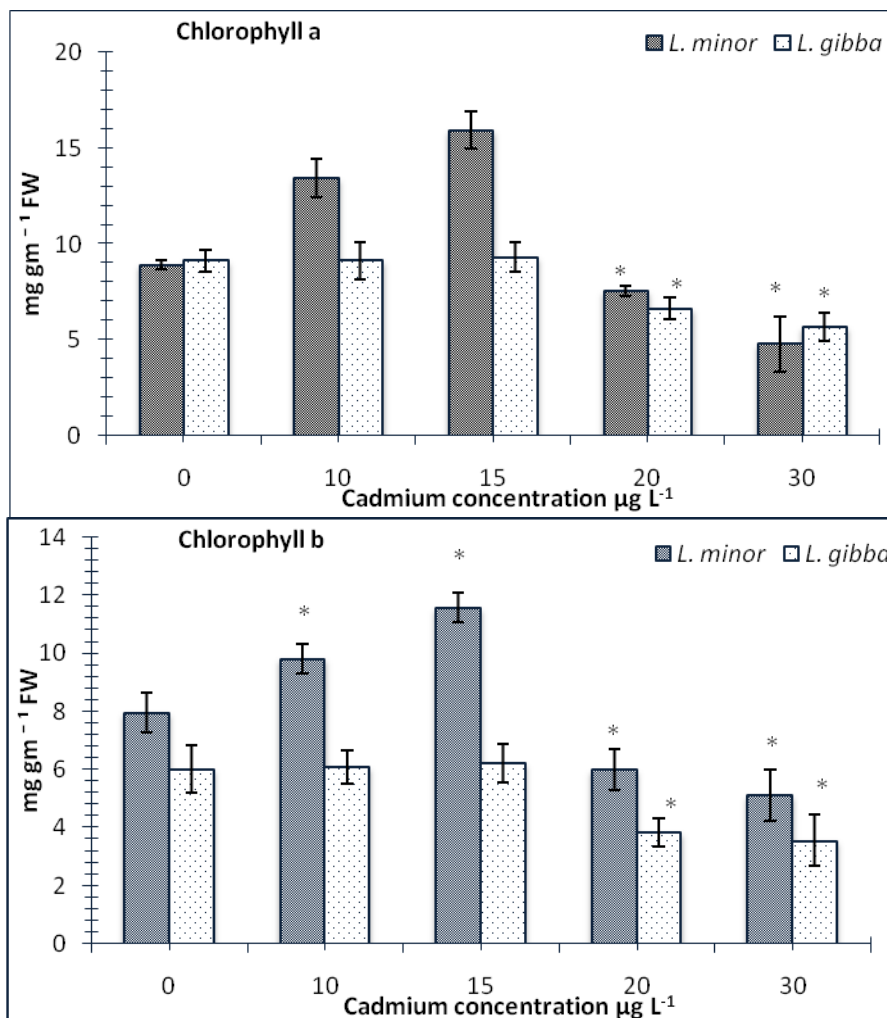 Chlorophyll a
L. minor L. gibba
20
15
10
5
0
mg gm ⁻ ¹ FW
* * * *
0 10 15 20 30
Cadmium concentration µg L⁻¹
Chlorophyll b
L. minor L. gibba
14
12
10
8
6
4
2
0
mg gm ⁻ ¹ FW
* * * * * *
0 10 15 20 30
Cadmium concentration µg L⁻¹